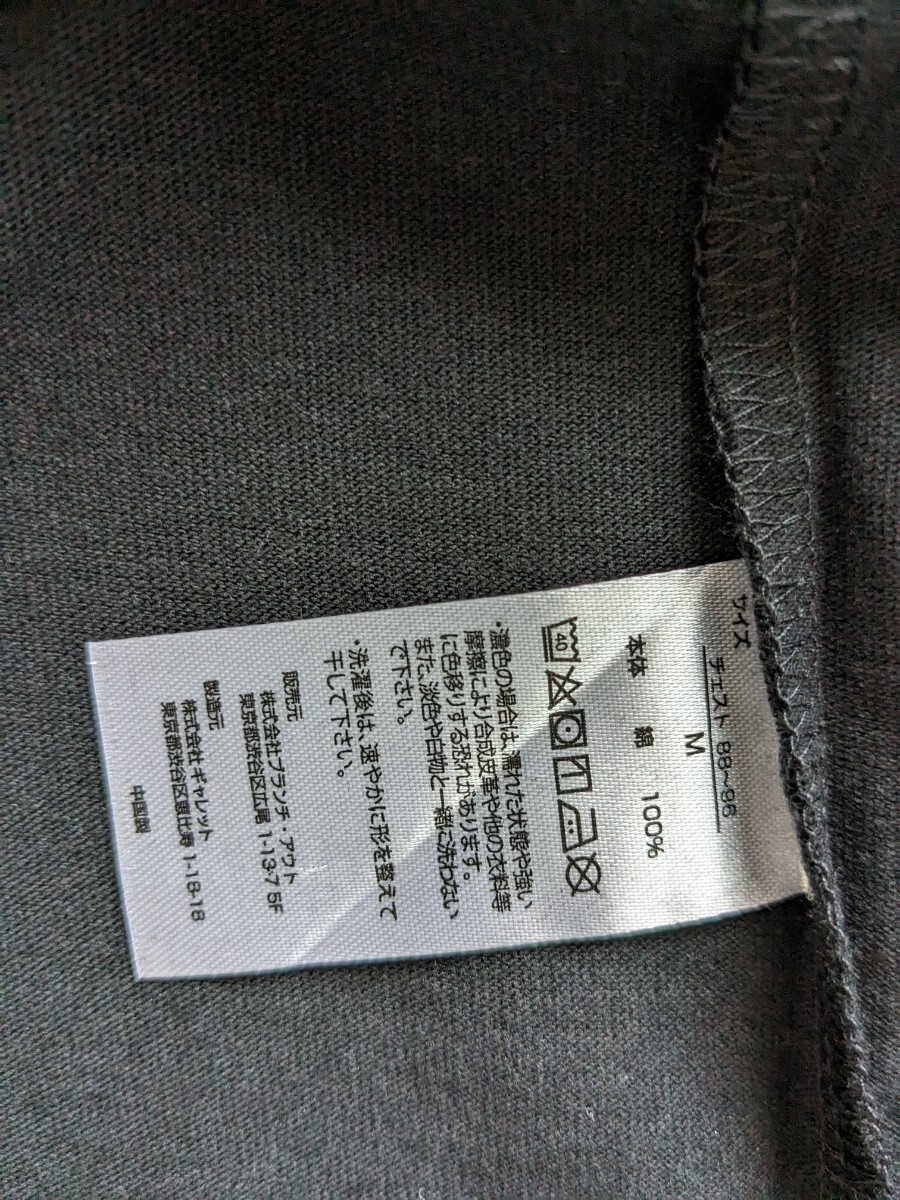 サイズ
チェスト 88~96
M
本体 綿 100%
40
・濃色の場合は、濡れた状態や強い
摩擦により合成皮革や他の衣料等
に色移りする恐れがあります。
また、淡色や白物と一緒に洗わない
で下さい。
・洗濯後は、速やかに形を整えて
干して下さい。
販売元
株式会社ブランチ・アウト
東京都渋谷区広尾 1-13-7 5F
製造元
株式会社 ギャレット
東京都渋谷区恵比寿 1-18-18
中国製